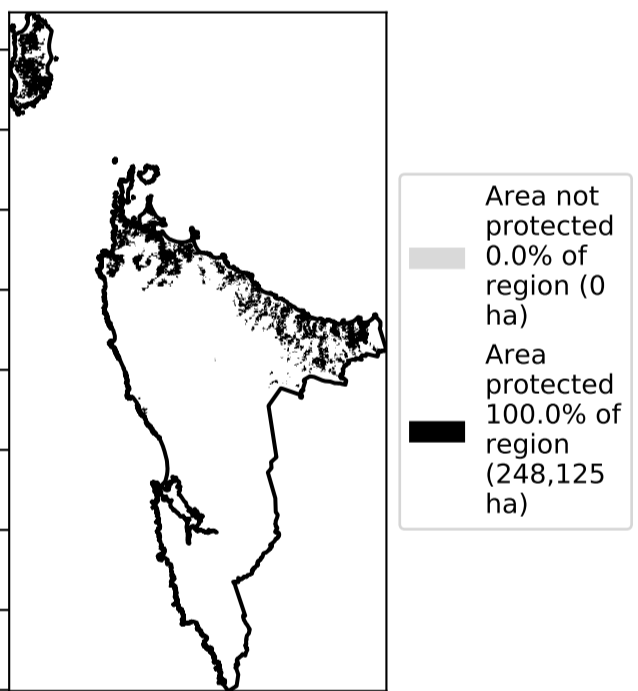 Area not
protected
0.0% of
region (0
ha)
Area
protected
100.0% of
region
(248,125
ha)